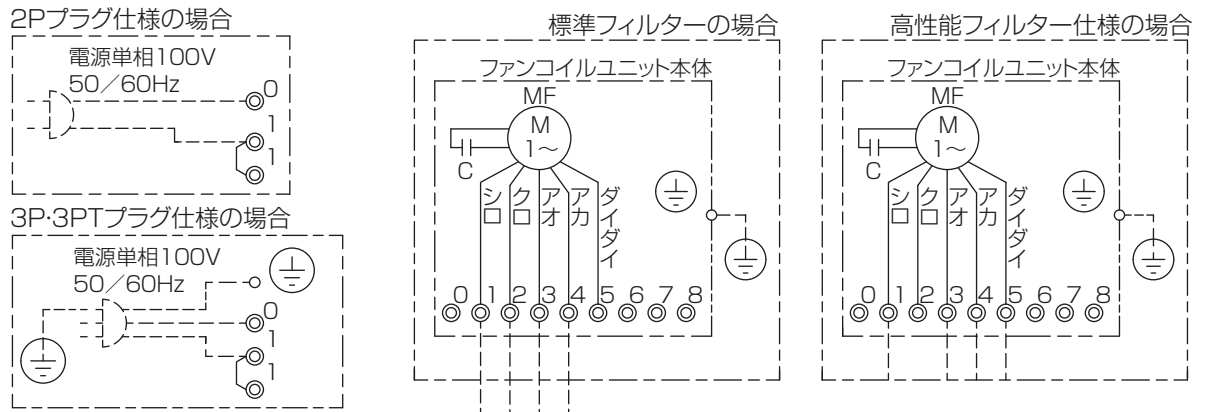 2Pプラグ仕様の場合
電源単相100V
50／60Hz
0
1
1
3P･3PTプラグ仕様の場合
電源単相100V
50／60Hz
0
1
1
標準フィルターの場合
ファンコイルユニット本体
MF
M
1～
C
シロ
クロ
アオ
アカ
ダイダイ
0 1 2 3 4 5 6 7 8
高性能フィルター仕様の場合
ファンコイルユニット本体
MF
M
1～
C
シロ
クロ
アオ
アカ
ダイダイ
0 1 2 3 4 5 6 7 8